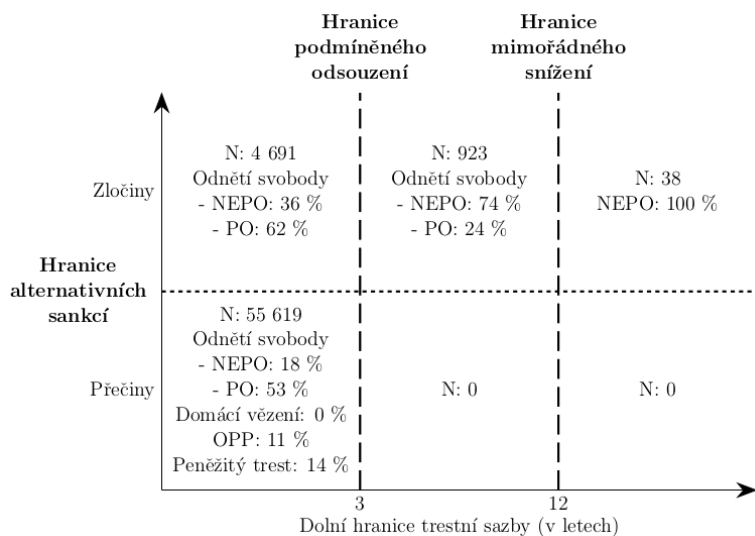 Hranice
podmíněného
odsouzení
Hranice
mimořádného
snížení
Zločiny
N: 4 691
Odnětí svobody
- NEPO: 36 %
- PO: 62 %
N: 923
Odnětí svobody
- NEPO: 74 %
- PO: 24 %
N: 38
NEPO: 100 %
Hranice
alternativních
sankcí
Přečiny
N: 55 619
Odnětí svobody
- NEPO: 18 %
- PO: 53 %
Domácí vězení: 0 %
OPP: 11 %
Peněžitý trest: 14 %
N: 0
N: 0
3
12
Dolní hranice trestní sazby (v letech)